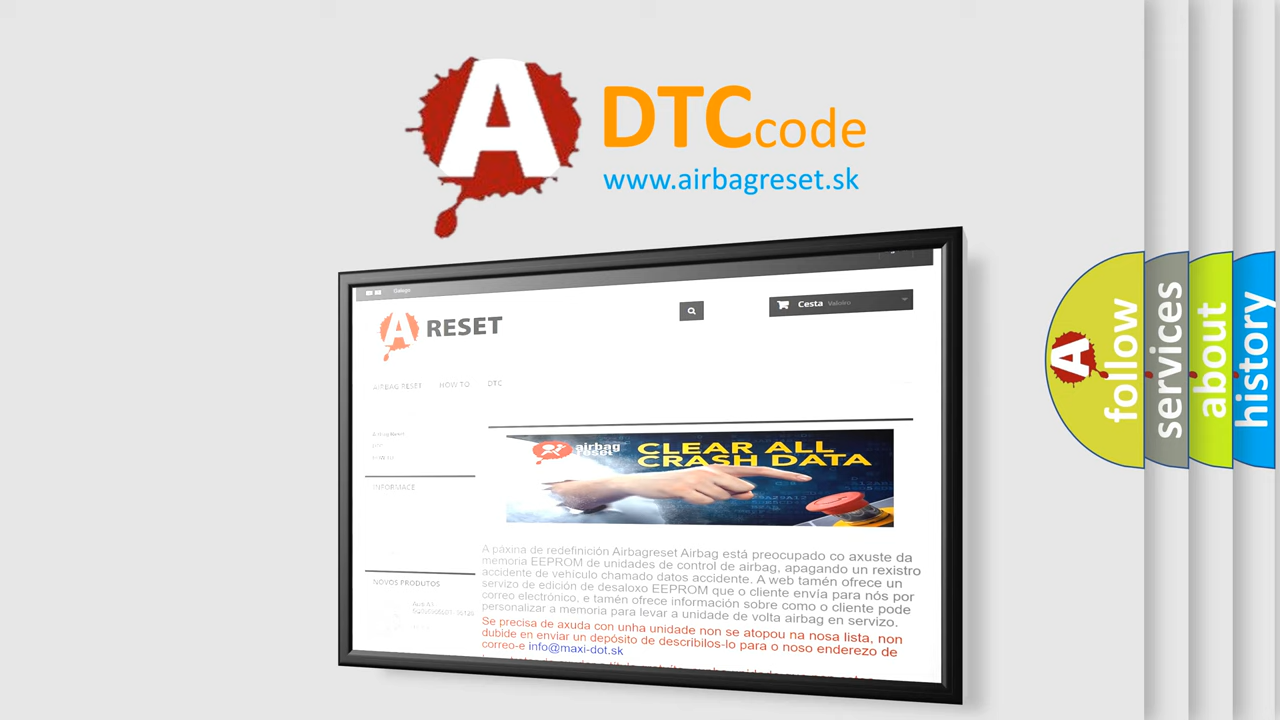 A
DTC code
www.airbagreset.sk
Galego
A RESET
Cesta Valeiro
AIRBAG RESET HOW TO DTC
INFORMACE
NOVOS PRODUTOS
airbag
reset
CLEAR ALL
CRASH DATA
A páxina de redefinición Airbagreset Airbag está preocupado co axuste da
memoria EEPROM de unidades de control de airbag, apagando un rexistro
accidente de vehículo chamado datos accidente. A web tamén ofrece un
servizo de edición de desaloxo EEPROM que o cliente envía para nós por
correo electrónico, e tamén ofrece información sobre como o cliente pode
personalizar a memoria para levar a unidade de volta airbag en servizo.
Se precisa de axuda con unha unidade non se atopou na nosa lista, non
dubide en enviar un depósito de describilos-lo para o noso enderezo de
correo-e info@maxi-dot.sk
A follow
services
about
history